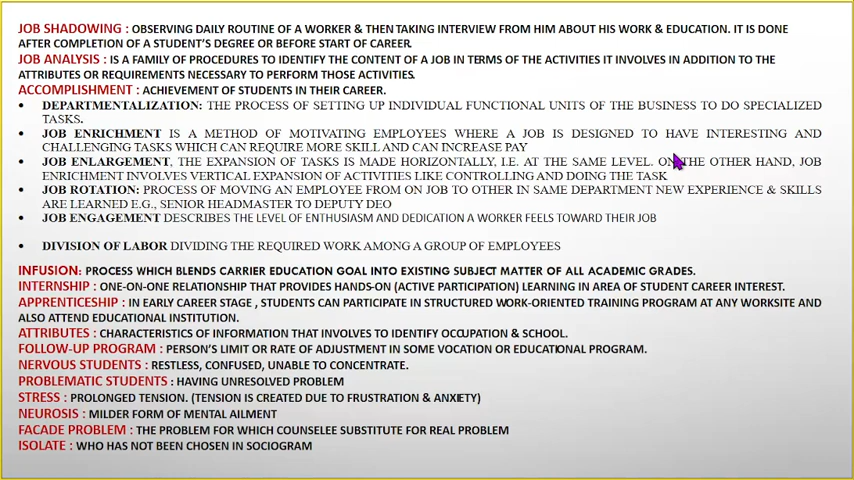 JOB SHADOWING : OBSERVING DAILY ROUTINE OF A WORKER & THEN TAKING INTERVIEW FROM HIM ABOUT HIS WORK & EDUCATION. IT IS DONE
AFTER COMPLETION OF A STUDENT'S DEGREE OR BEFORE START OF CAREER.
JOB ANALYSIS : IS A FAMILY OF PROCEDURES TO IDENTIFY THE CONTENT OF A JOB IN TERMS OF THE ACTIVITIES IT INVOLVES IN ADDITION TO THE
ATTRIBUTES OR REQUIREMENTS NECESSARY TO PERFORM THOSE ACTIVITIES.
ACCOMPLISHMENT : ACHIEVEMENT OF STUDENTS IN THEIR CAREER.
• DEPARTMENTALIZATION: THE PROCESS OF SETTING UP INDIVIDUAL FUNCTIONAL UNITS OF THE BUSINESS TO DO SPECIALIZED
TASKS.
• JOB ENRICHMENT IS A METHOD OF MOTIVATING EMPLOYEES WHERE A JOB IS DESIGNED TO HAVE INTERESTING AND
CHALLENGING TASKS WHICH CAN REQUIRE MORE SKILL AND CAN INCREASE PAY
• JOB ENLARGEMENT, THE EXPANSION OF TASKS IS MADE HORIZONTALLY, I.E. AT THE SAME LEVEL. ON THE OTHER HAND, JOB
ENRICHMENT INVOLVES VERTICAL EXPANSION OF ACTIVITIES LIKE CONTROLLING AND DOING THE TASK
• JOB ROTATION: PROCESS OF MOVING AN EMPLOYEE FROM ON JOB TO OTHER IN SAME DEPARTMENT NEW EXPERIENCE & SKILLS
ARE LEARNED E.G., SENIOR HEADMASTER TO DEPUTY DEO
• JOB ENGAGEMENT DESCRIBES THE LEVEL OF ENTHUSIASM AND DEDICATION A WORKER FEELS TOWARD THEIR JOB
• DIVISION OF LABOR DIVIDING THE REQUIRED WORK AMONG A GROUP OF EMPLOYEES
INFUSION: PROCESS WHICH BLENDS CARRIER EDUCATION GOAL INTO EXISTING SUBJECT MATTER OF ALL ACADEMIC GRADES.
INTERNSHIP : ONE-ON-ONE RELATIONSHIP THAT PROVIDES HANDS-ON (ACTIVE PARTICIPATION) LEARNING IN AREA OF STUDENT CAREER INTEREST.
APPRENTICESHIP : IN EARLY CAREER STAGE , STUDENTS CAN PARTICIPATE IN STRUCTURED WORK-ORIENTED TRAINING PROGRAM AT ANY WORKSITE AND
ALSO ATTEND EDUCATIONAL INSTITUTION.
ATTRIBUTES : CHARACTERISTICS OF INFORMATION THAT INVOLVES TO IDENTIFY OCCUPATION & SCHOOL.
FOLLOW-UP PROGRAM : PERSON'S LIMIT OR RATE OF ADJUSTMENT IN SOME VOCATION OR EDUCATIONAL PROGRAM.
NERVOUS STUDENTS : RESTLESS, CONFUSED, UNABLE TO CONCENTRATE.
PROBLEMATIC STUDENTS : HAVING UNRESOLVED PROBLEM
STRESS : PROLONGED TENSION. (TENSION IS CREATED DUE TO FRUSTRATION & ANXIETY)
NEUROSIS : MILDER FORM OF MENTAL AILMENT
FACADE PROBLEM : THE PROBLEM FOR WHICH COUNSELEE SUBSTITUTE FOR REAL PROBLEM
ISOLATE : WHO HAS NOT BEEN CHOSEN IN SOCIOGRAM